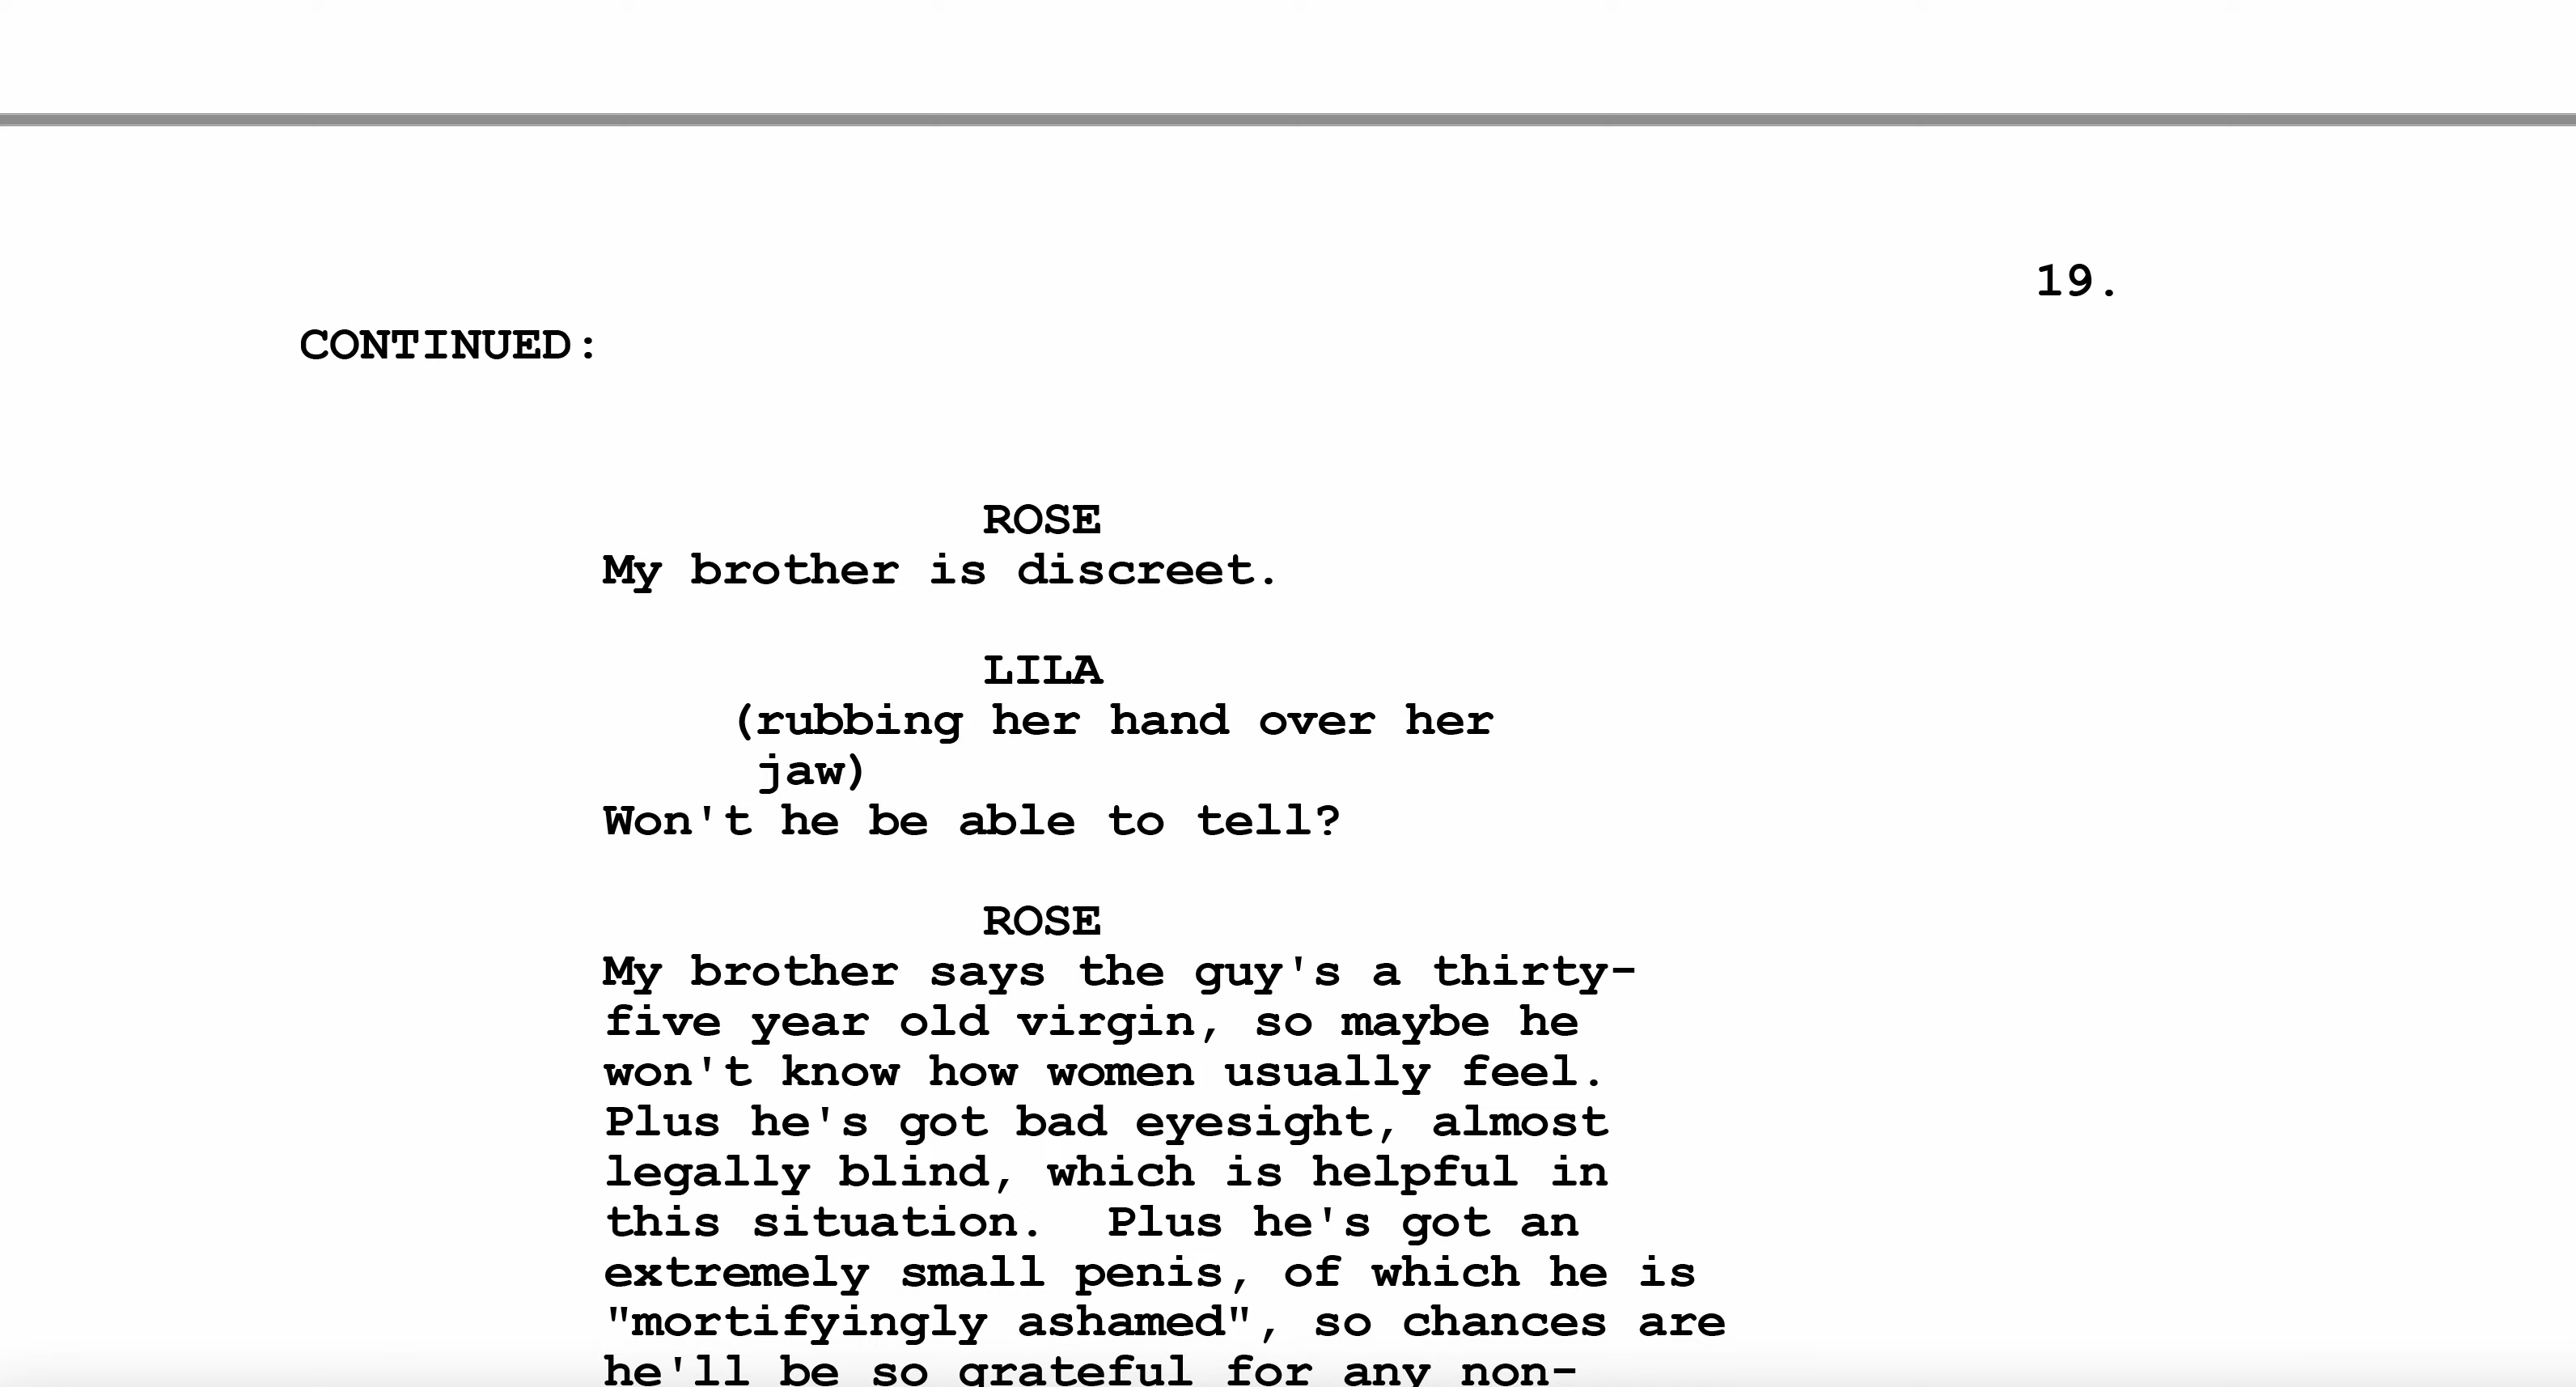 19.
CONTINUED:
ROSE
My brother is discreet.
LILA
(rubbing her hand over her
jaw)
Won't he be able to tell?
ROSE
My brother says the guy's a thirty-
five year old virgin, so maybe he
won't know how women usually feel.
Plus he's got bad eyesight, almost
legally blind, which is helpful in
this situation.  Plus he's got an
extremely small penis, of which he is
"mortifyingly ashamed", so chances are
he'll be so grateful for any non-